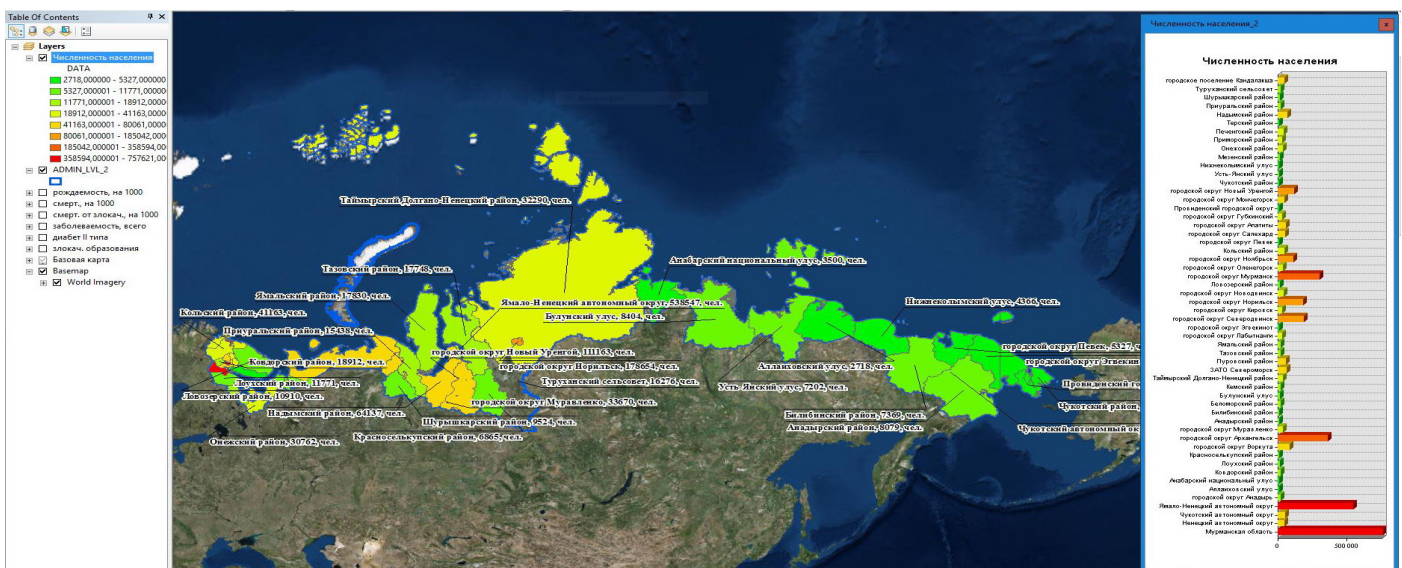 Table Of Contents
Layers
Численность населения
DATA
2718,000000 - 5327,000000
5327,000001 - 11771,00000
11771,000001 - 18912,0000
18912,000001 - 41163,0000
41163,000001 - 80061,0000
80061,000001 - 185042,000
185042,000001 - 358594,00
358594,000001 - 757621,00
ADMIN_LVL_2
рождаемость, на 1000
смерт., на 1000
смерт. от злокач., на 1000
заболеваемость, всего
диабет II типа
злокач. образования
Базовая карта
Basemap
World Imagery
Таймырский Долгано-Ненецкий район, 32290, чел.
Тазовский район, 17748, чел.
Анабарский национальный улус, 3500, чел.
Ямальский район, 17830, чел.
Ямало-Ненецкий автономный округ, 538547, чел.
Нижнеколымский улус, 4366, чел.
Кольский район, 41163, чел.
Булунский улус, 8404, чел.
Приуральский район, 15438, чел.
городской округ Певек, 5327, ч
городской округ Новый Уренгой, 111163, чел.
городской округ Эгвекин
Ковдорский район, 18912, чел.
городской округ Норильск, 178654, чел.
Аллаиховский улус, 2718, чел.
Лоухский район, 11771, чел.
Туруханский сельсовет, 16276, чел.
Усть-Янский улус, 7202, чел.
Провиденский го
Ловозерский район, 10910, чел.
городской округ Муравленко, 33670, чел.
Чукотский район,
Надымский район, 64137, чел.
Билибинский район, 7369, чел.
Шурышкарский район, 9524, чел.
Анадырский район, 8079, чел.
Чукотский автономный ок
Онежский район, 30762, чел.
Красноселькупский район, 6865, чел.
Численность населения_2
Численность населения
городское поселение Кандалакша
Туруханский сельсовет
Шурышкарский район
Приуральский район
Надымский район
Терский район
Печенгский район
Приморский район
Онежский район
Мезенский район
Нижнеколымский улус
Усть-Янский улус
Чукотский район
городской округ Новый Уренгой
городской округ Мончегорск
Провиденский городской округ
городской округ Губкинский
городской округ Апатиты
городской округ Салехард
городской округ Певек
Кольский район
городской округ Ноябрьск
городской округ Оленегорск
городской округ Мурманск
Ловозерский район
городской округ Новодвинск
городской округ Норильск
городской округ Кировск
городской округ Северодвинск
городской округ Эгвекинот
городской округ Лабытнанги
Ямальский район
Тазовский район
Пуровский район
ЗАТО Североморск
Таймырский Долгано-Ненецкий район
Кемский район
Булунский улус
Беломорский район
Билибинский район
Анадырский район
городской округ Муравленко
городской округ Архангельск
городской округ Воркута
Красноселькупский район
Лоухский район
Ковдорский район
Анабарский национальный улус
Аллаиховский улус
городской округ Анадырь
Ямало-Ненецкий автономный округ
Чукотский автономный округ
Ненецкий автономный округ
Мурманская область
0
500 000